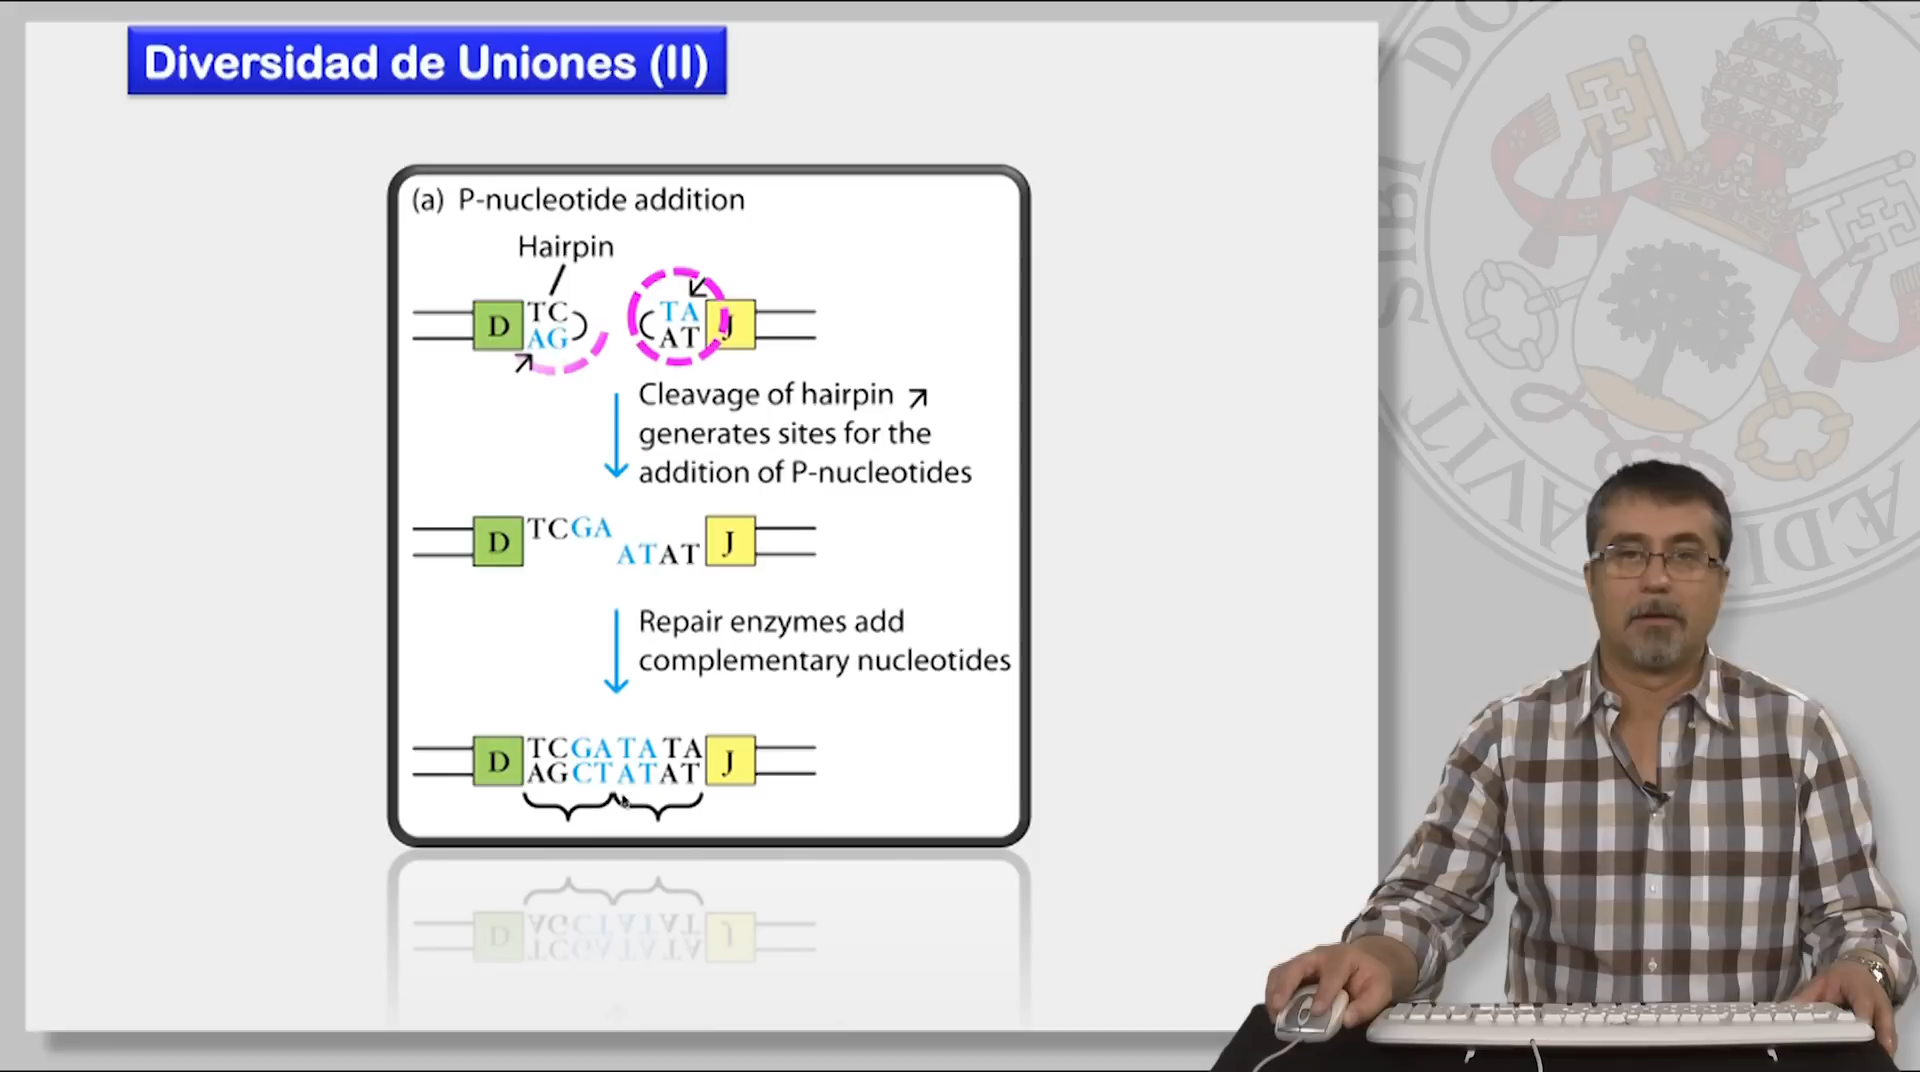 Diversidad de Uniones (II)
(a) P-nucleotide addition
Hairpin
D TC TA J
AG AT
Cleavage of hairpin
generates sites for the
addition of P-nucleotides
D TCGA
ATAT J
Repair enzymes add
complementary nucleotides
D TCGATATA J
AGCTATAT